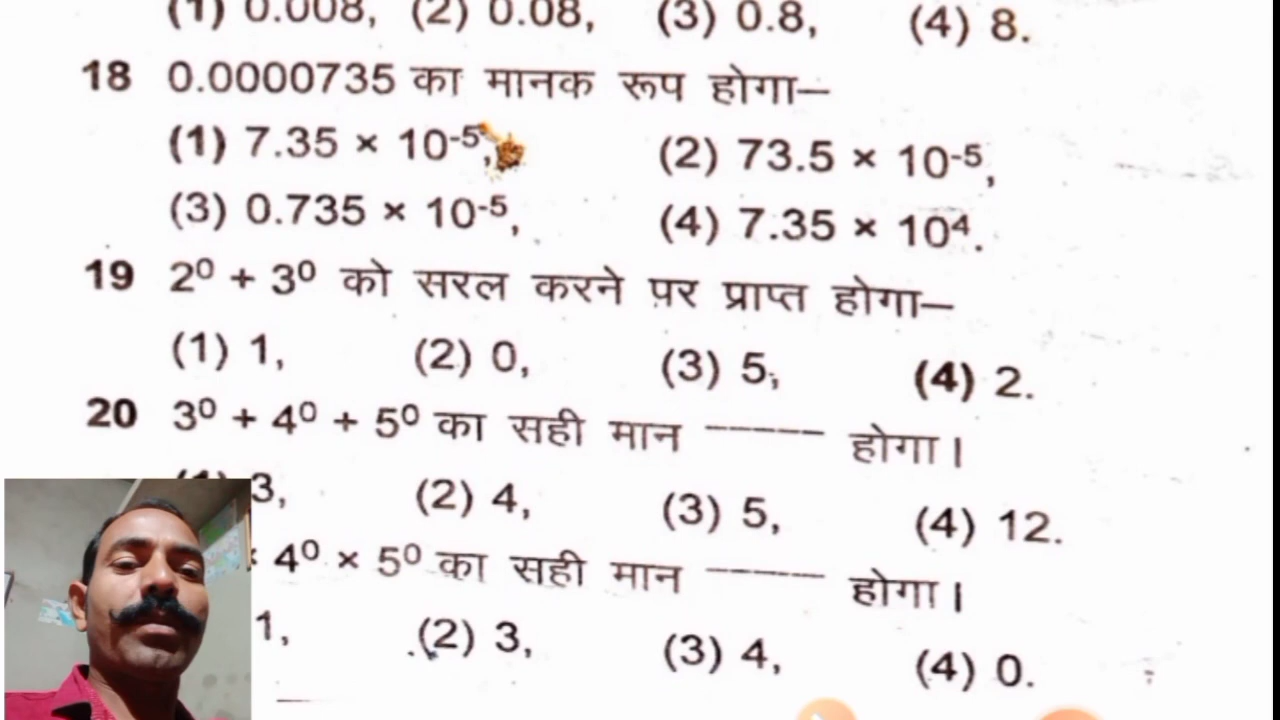 (1) 0.008, (2) 0.08, (3) 0.8, (4) 8.
18 0.0000735 का मानक रूप होगा—
(1) 7.35 × 10⁻⁵, (2) 73.5 × 10⁻⁵,
(3) 0.735 × 10⁻⁵, (4) 7.35 × 10⁴.
19 2⁰ + 3⁰ को सरल करने पर प्राप्त होगा—
(1) 1, (2) 0, (3) 5, (4) 2.
20 3⁰ + 4⁰ + 5⁰ का सही मान ----- होगा।
(1) 3, (2) 4, (3) 5, (4) 12.
× 4⁰ × 5⁰ का सही मान ----- होगा।
1, (2) 3, (3) 4, (4) 0.